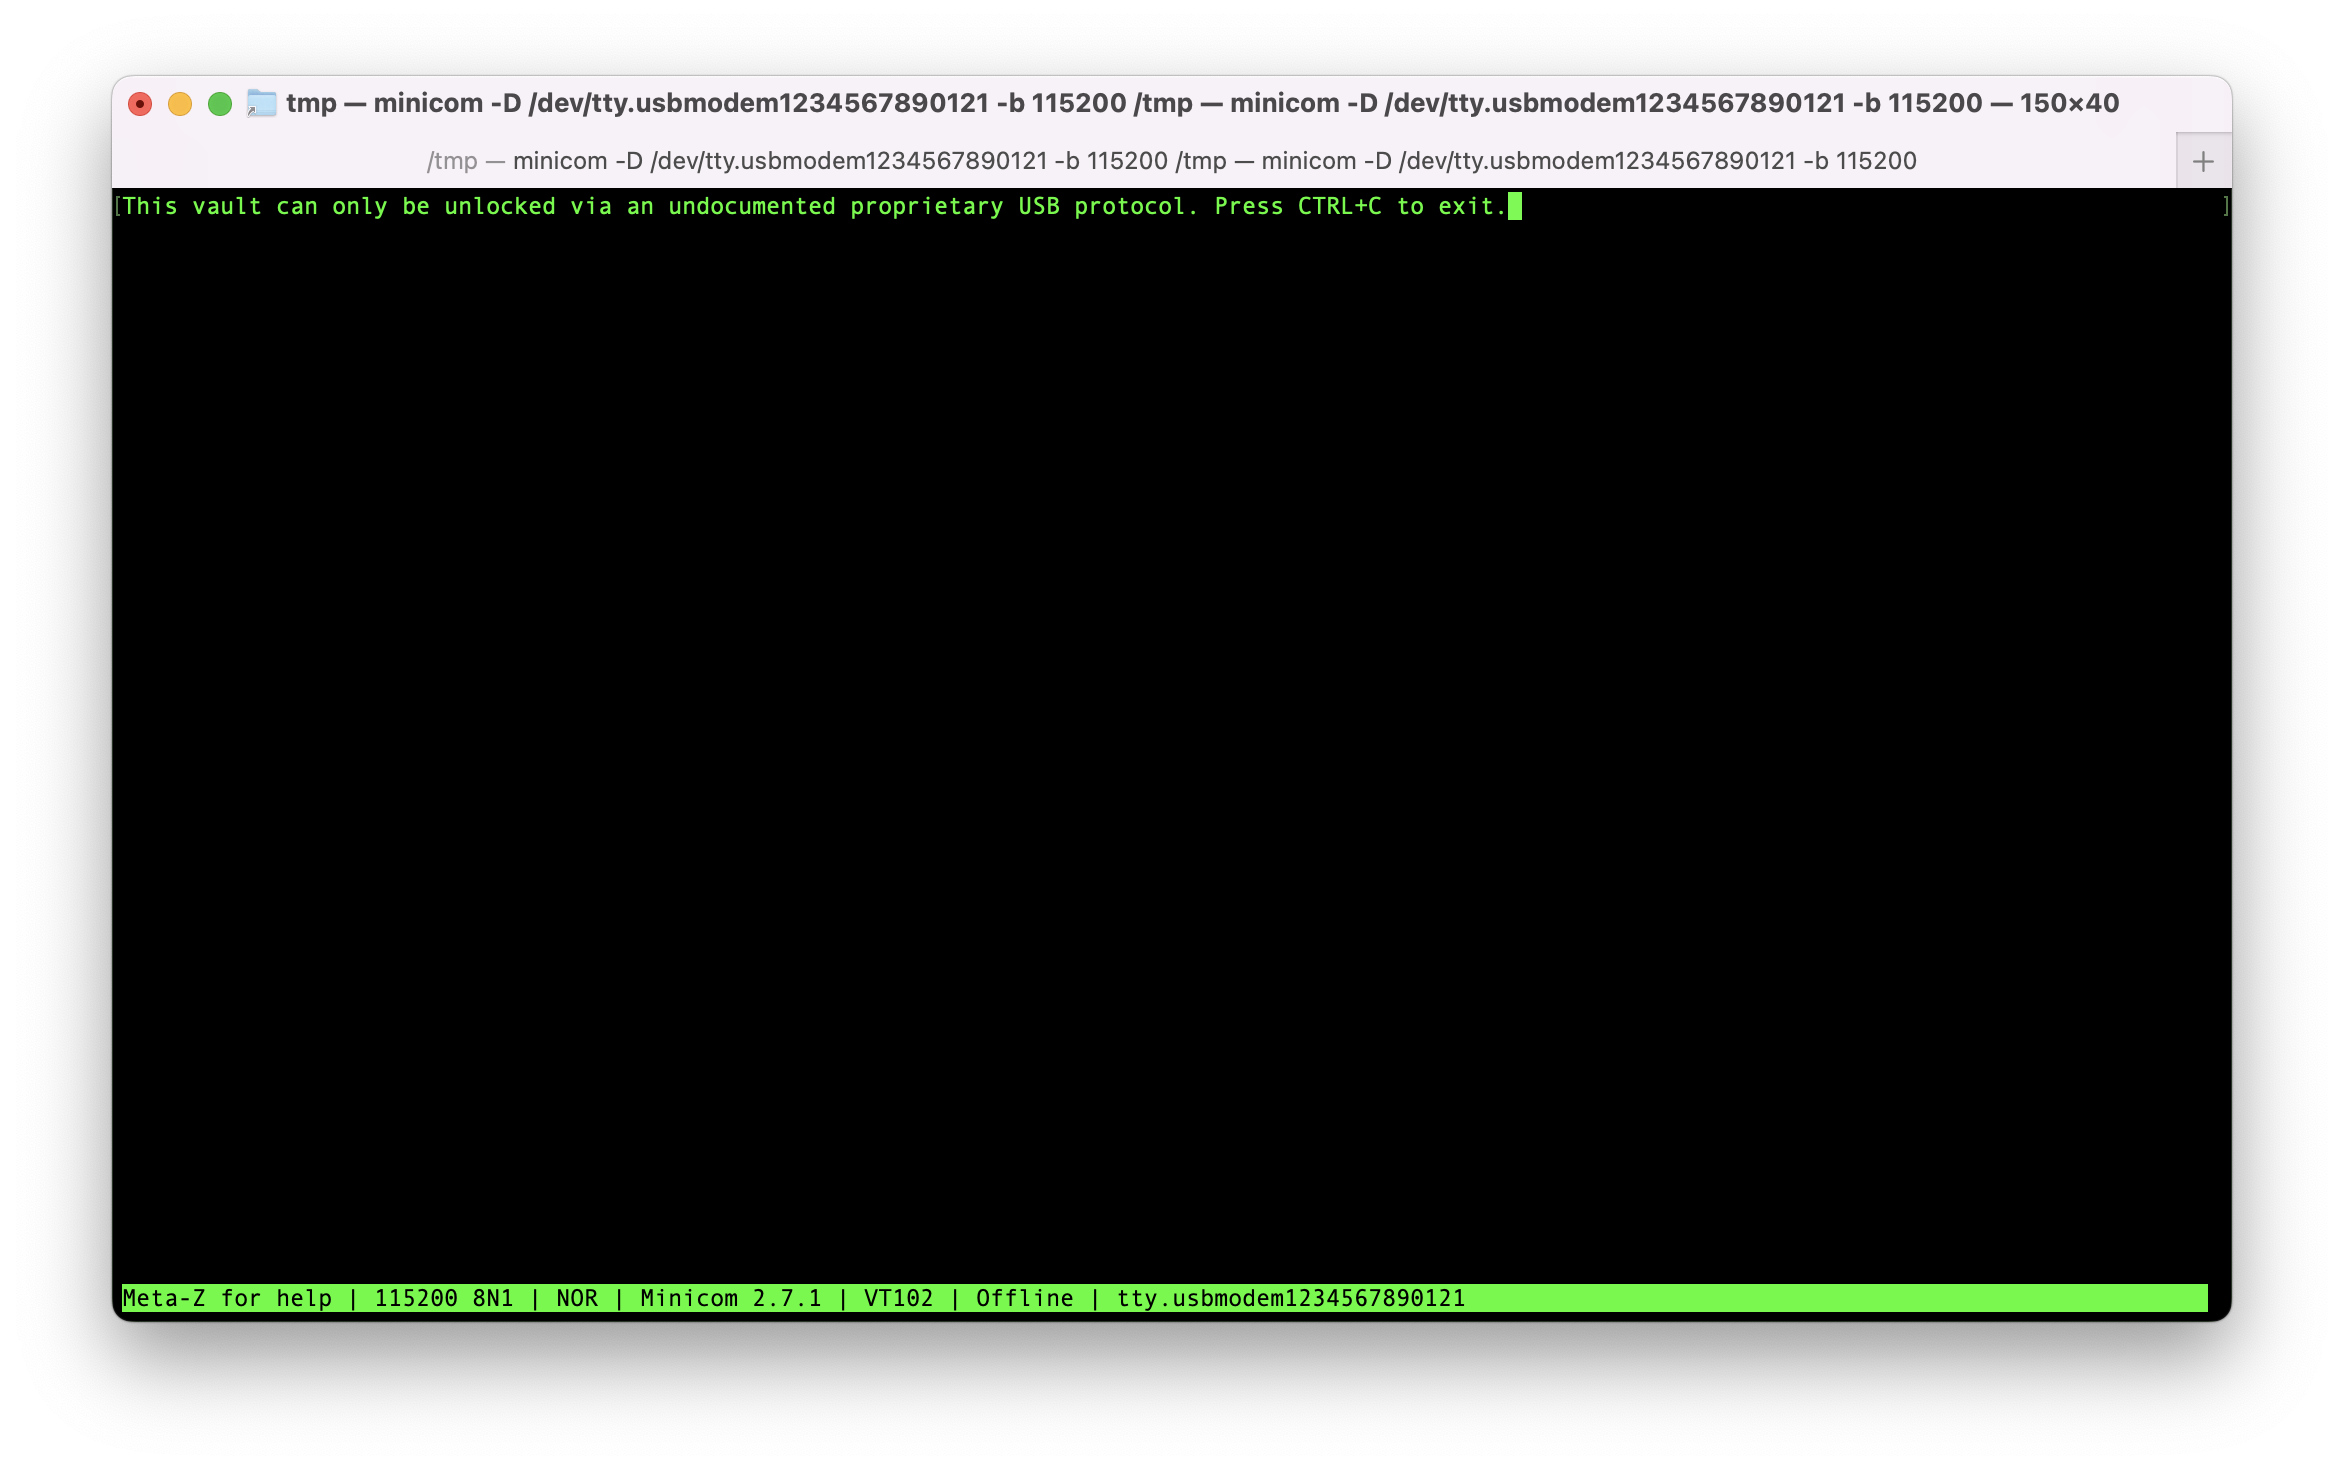 tmp — minicom -D /dev/tty.usbmodem1234567890121 -b 115200 /tmp — minicom -D /dev/tty.usbmodem1234567890121 -b 115200 — 150×40
/tmp — minicom -D /dev/tty.usbmodem1234567890121 -b 115200 /tmp — minicom -D /dev/tty.usbmodem1234567890121 -b 115200
[This vault can only be unlocked via an undocumented proprietary USB protocol. Press CTRL+C to exit. ]
Meta-Z for help | 115200 8N1 | NOR | Minicom 2.7.1 | VT102 | Offline | tty.usbmodem1234567890121